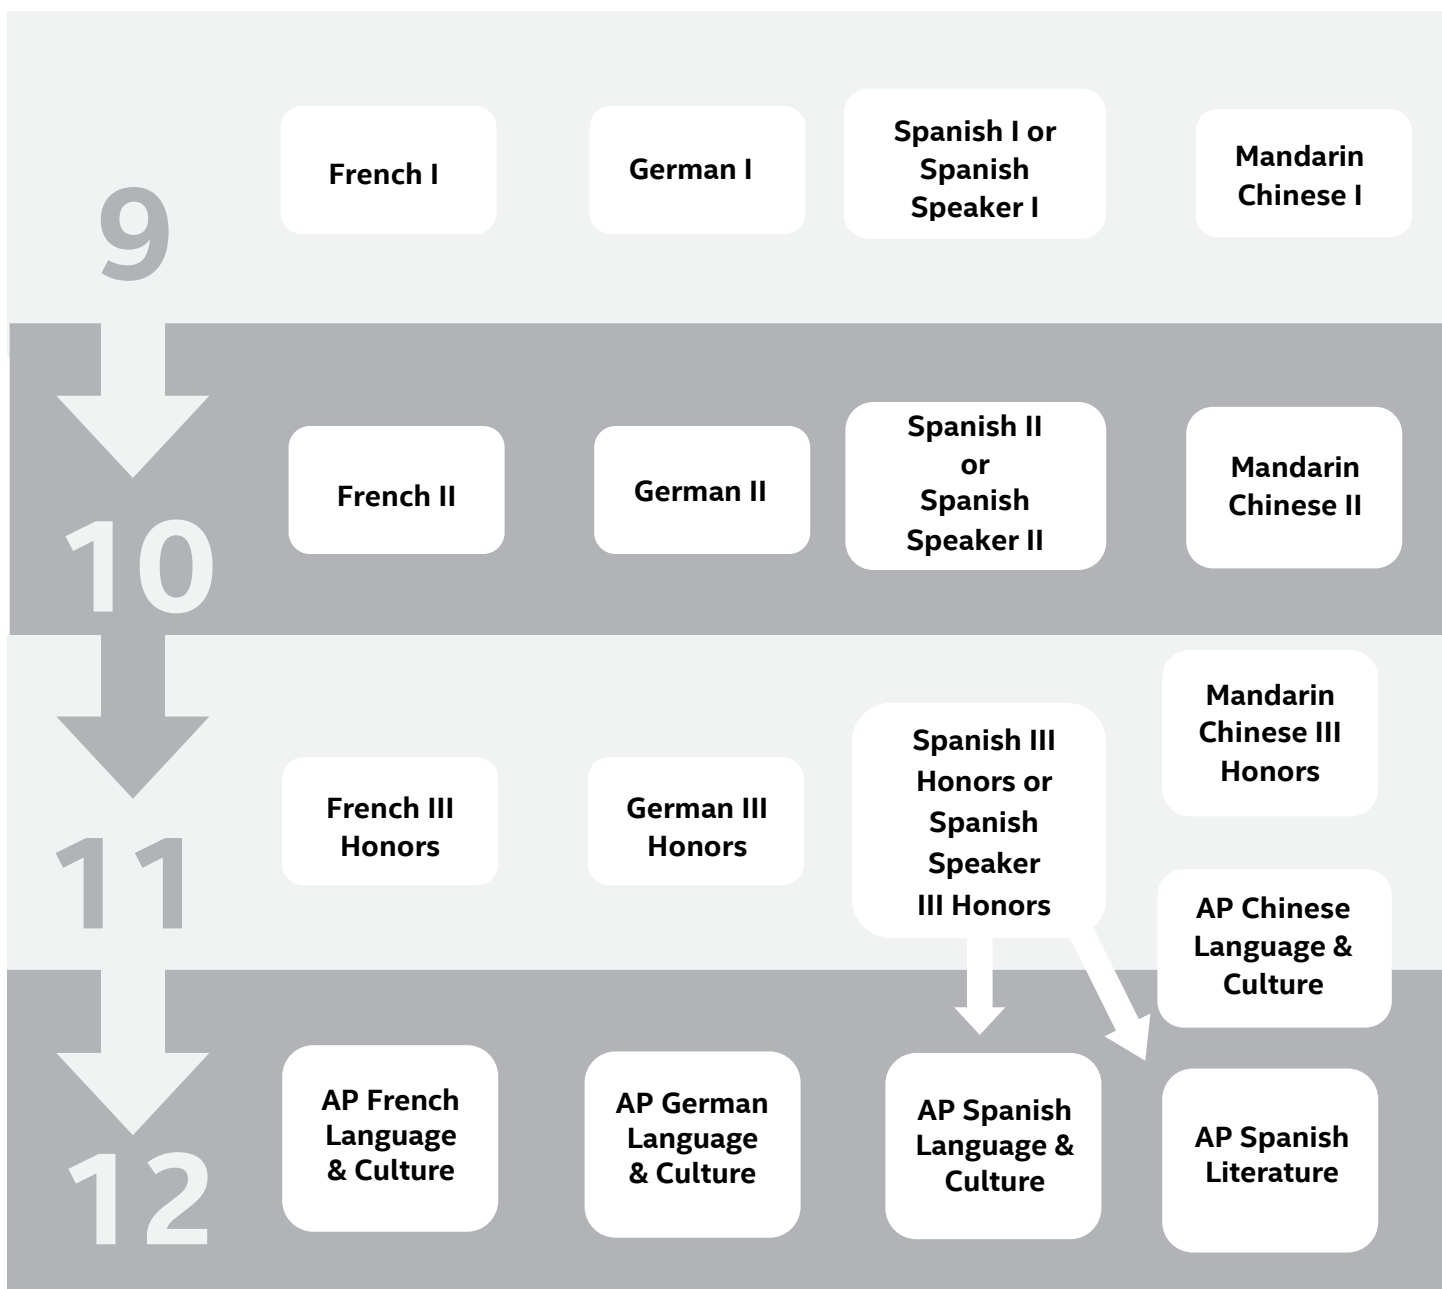 9
French I
German I
Spanish I or
Spanish
Speaker I
Mandarin
Chinese I
10
French II
German II
Spanish II
or
Spanish
Speaker II
Mandarin
Chinese II
11
French III
Honors
German III
Honors
Spanish III
Honors or
Spanish
Speaker
III Honors
Mandarin
Chinese III
Honors
AP Chinese
Language &
Culture
12
AP French
Language
& Culture
AP German
Language
& Culture
AP Spanish
Language &
Culture
AP Spanish
Literature